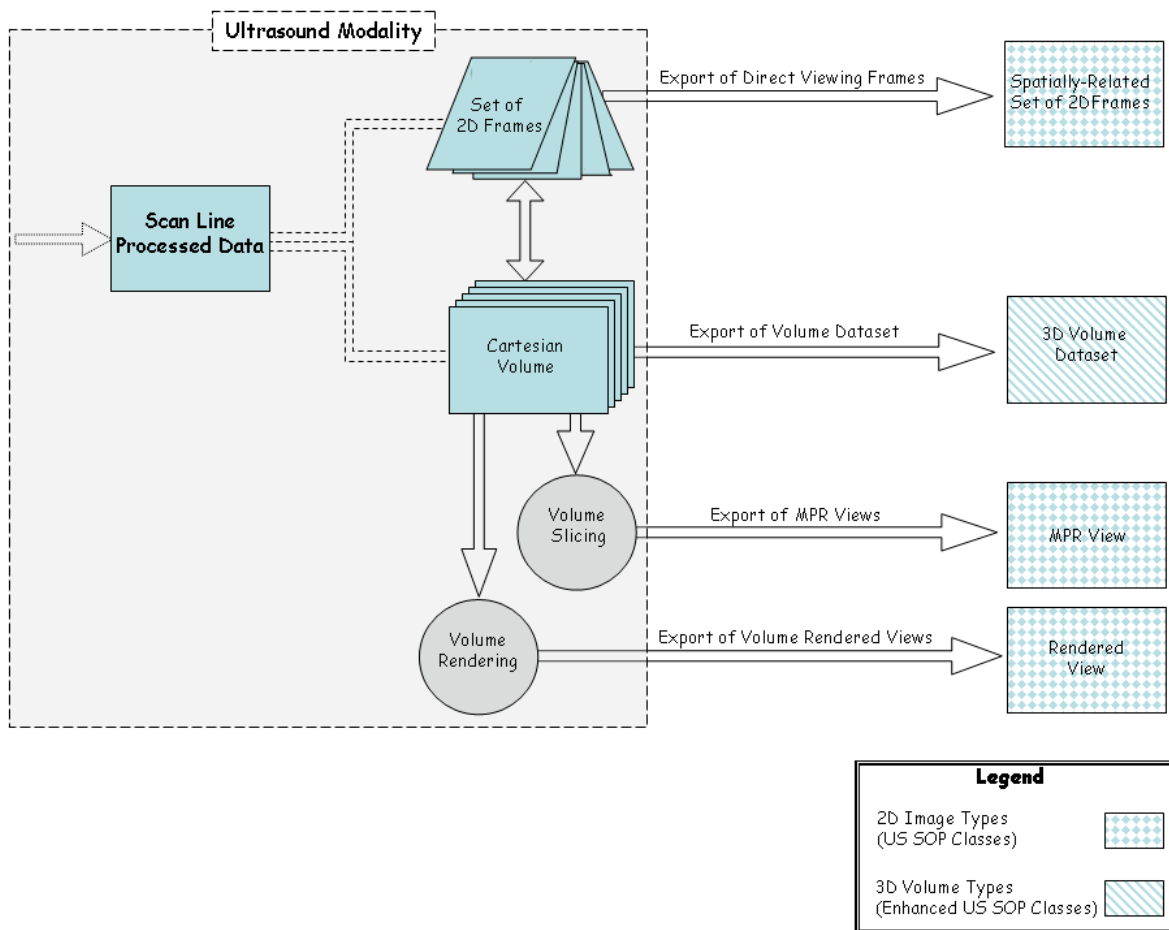 Ultrasound Modality
Set of
2D Frames
Export of Direct Viewing Frames
Spatially-Related
Set of 2DFrames
Scan Line
Processed Data
Cartesian
Volume
Export of Volume Dataset
3D Volume
Dataset
Volume
Slicing
Export of MPR Views
MPR View
Volume
Rendering
Export of Volume Rendered Views
Rendered
View
Legend
2D Image Types
(US SOP Classes)
3D Volume Types
(Enhanced US SOP Classes)